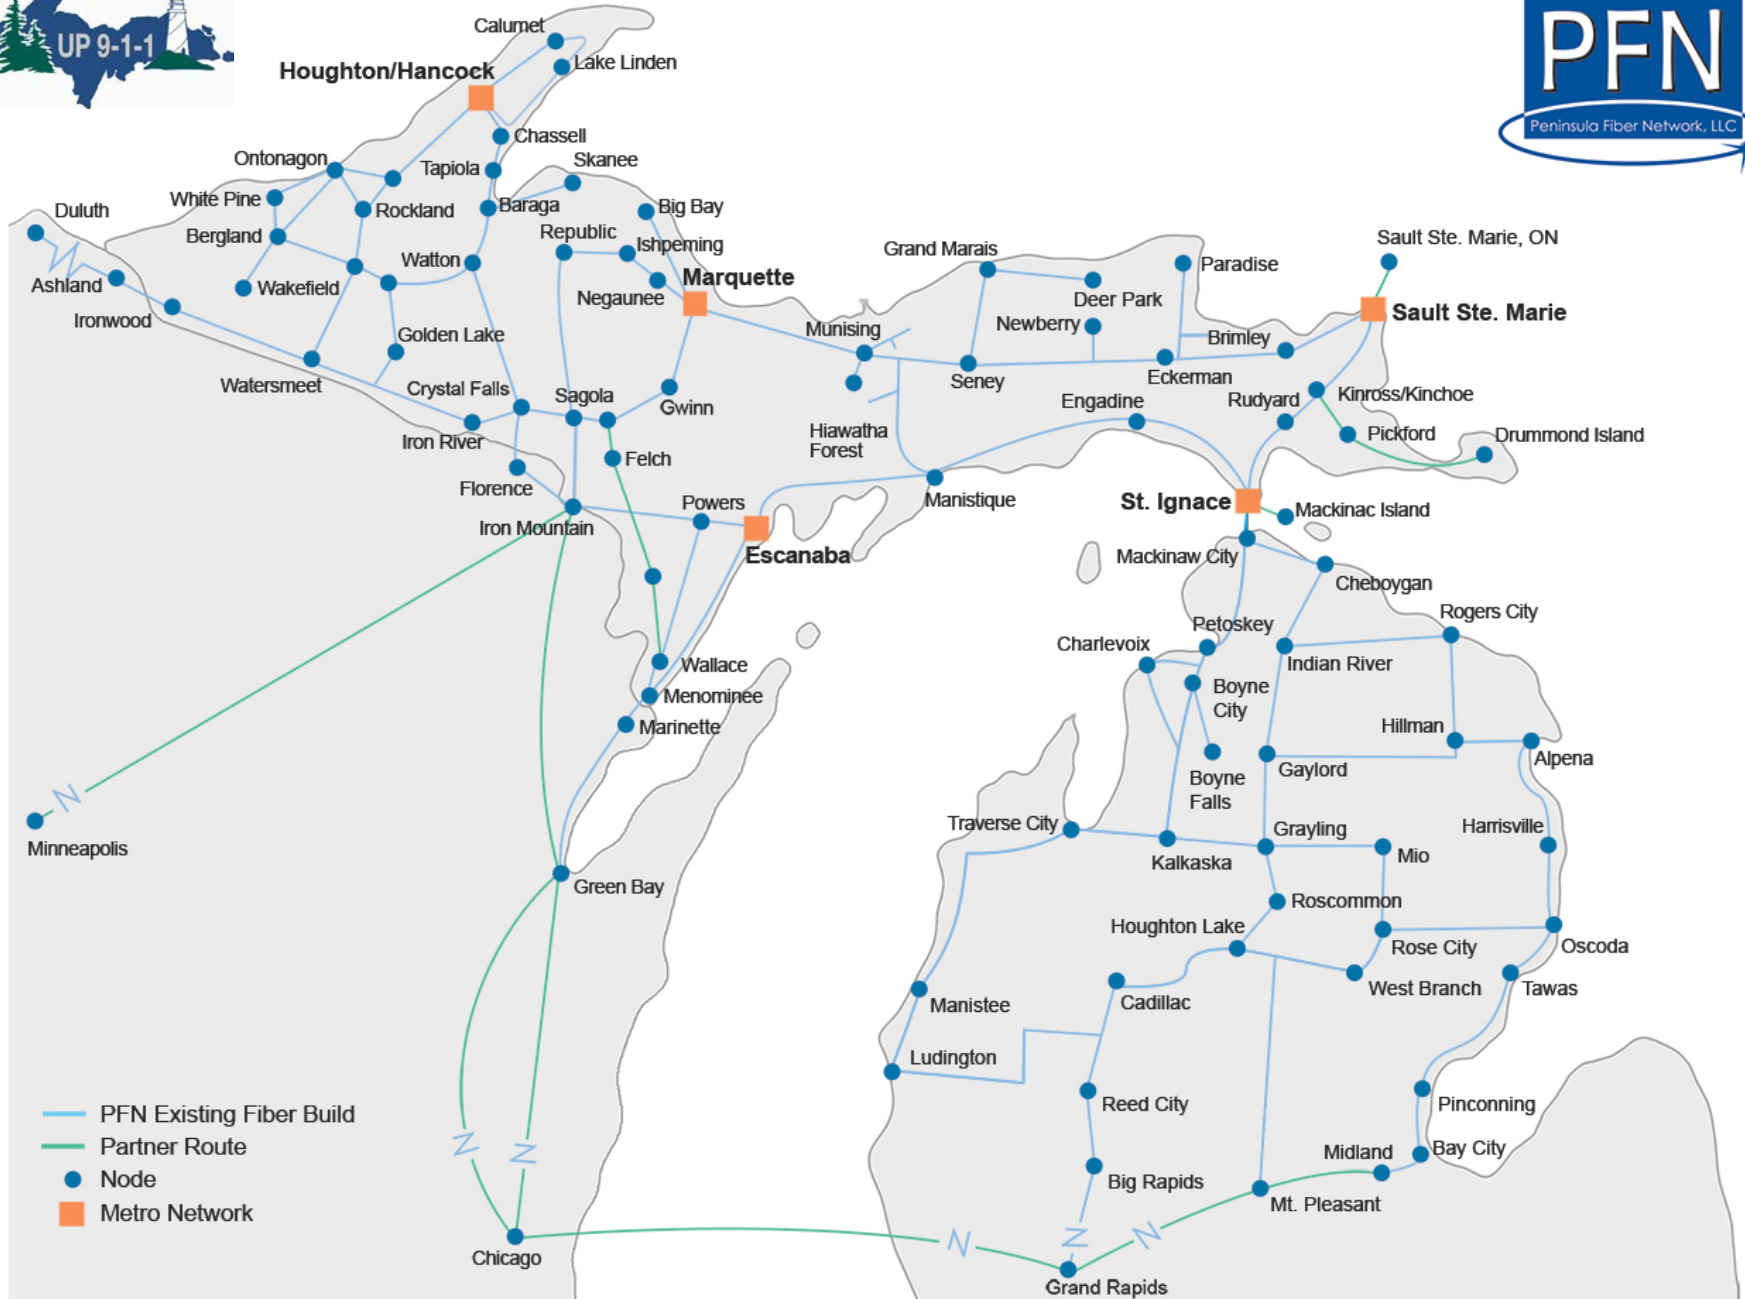 UP 9-1-1
PFN
Peninsula Fiber Network, LLC
Calumet
Lake Linden
Houghton/Hancock
Chassell
Ontonagon
Tapiola
Skanee
White Pine
Rockland
Baraga
Big Bay
Duluth
Bergland
Republic
Ishpeming
Watton
Marquette
Ashland
Wakefield
Negaunee
Ironwood
Golden Lake
Watersmeet
Crystal Falls
Sagola
Gwinn
Iron River
Felch
Florence
Iron Mountain
Powers
Escanaba
Grand Marais
Deer Park
Paradise
Sault Ste. Marie, ON
Sault Ste. Marie
Munising
Newberry
Brimley
Seney
Eckerman
Engadine
Rudyard
Kinross/Kinchoe
Hiawatha
Forest
Pickford
Drummond Island
Manistique
St. Ignace
Mackinac Island
Mackinaw City
Cheboygan
Petoskey
Rogers City
Charlevoix
Indian River
Wallace
Menominee
Marinette
Boyne
City
Hillman
Alpena
Boyne
Falls
Gaylord
Minneapolis
Traverse City
Grayling
Harrisville
Kalkaska
Mio
Green Bay
Roscommon
Houghton Lake
Rose City
Oscoda
Cadillac
West Branch
Tawas
Manistee
Ludington
Reed City
Pinconning
Midland
Bay City
Big Rapids
Mt. Pleasant
Chicago
Grand Rapids
PFN Existing Fiber Build
Partner Route
Node
Metro Network